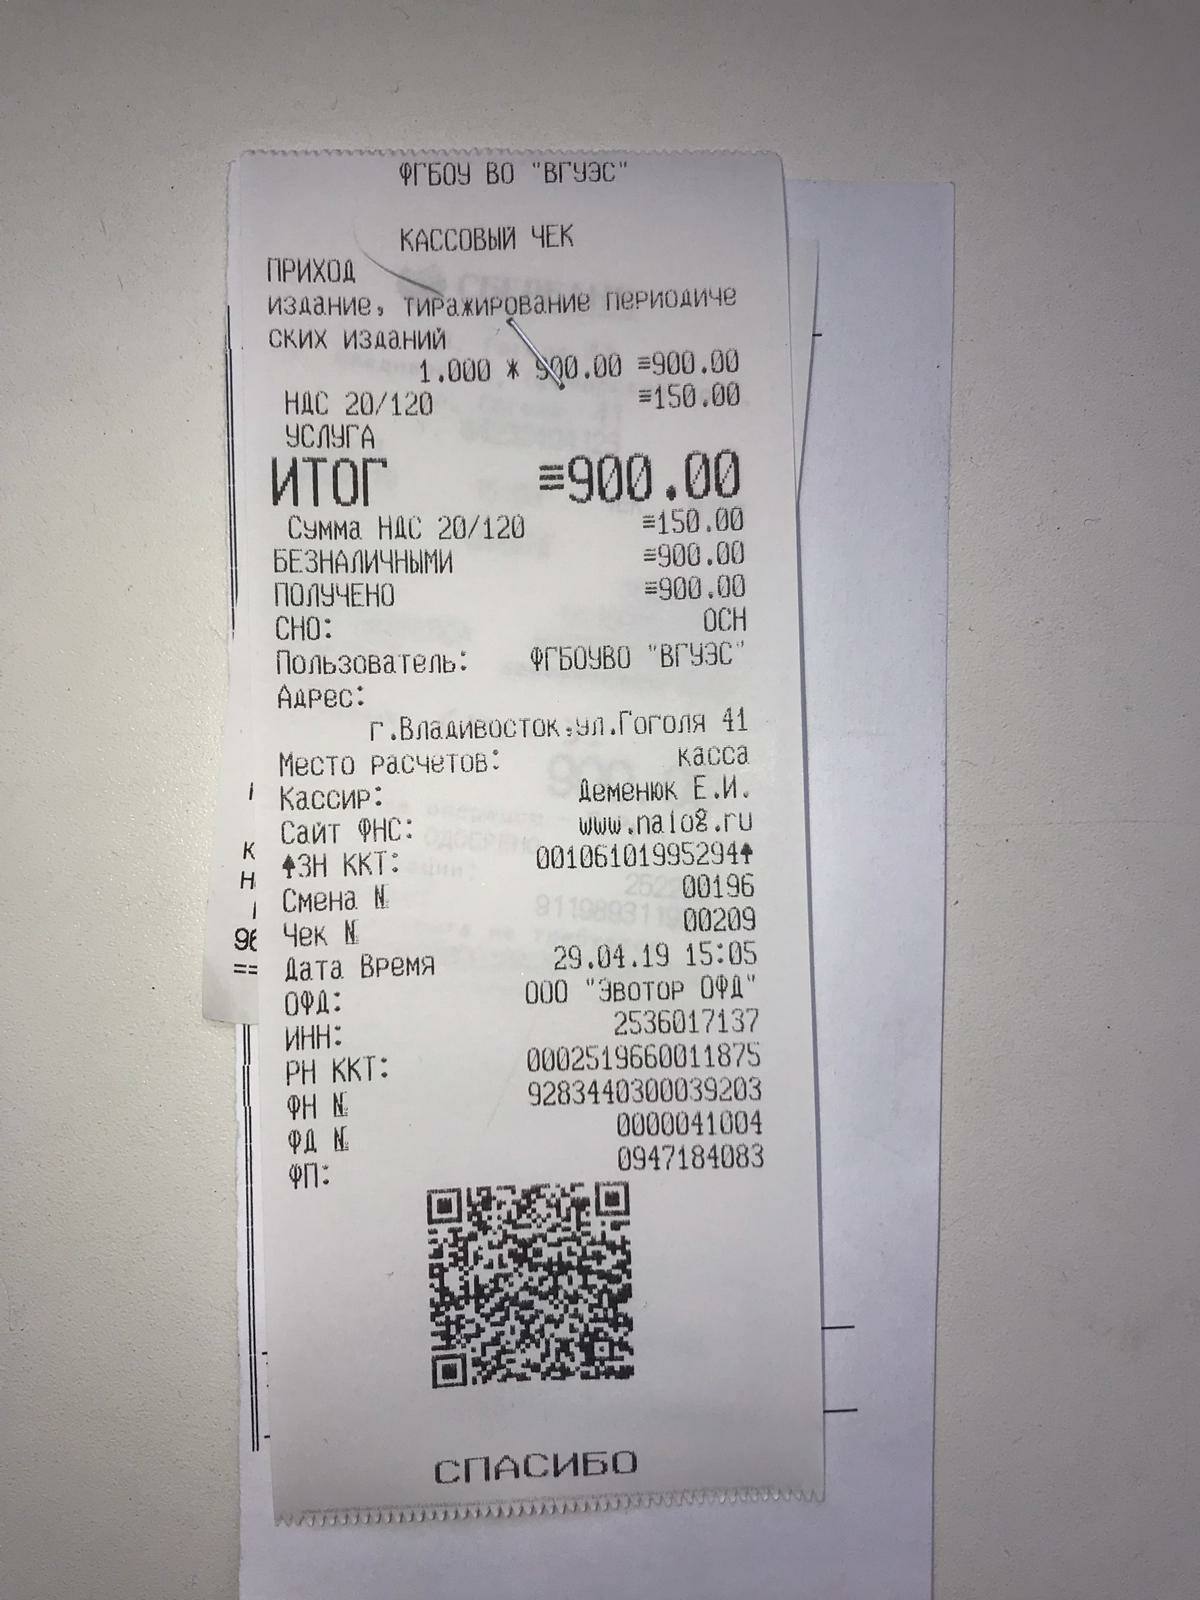 ФГБОУ ВО "ВГУЭС"
КАССОВЫЙ ЧЕК
ПРИХОД
издание, тиражирование периодиче
ских изданий
1.000 * 900.00 ≡900.00
НДС 20/120 ≡150.00
УСЛУГА
ИТОГ ≡900.00
Сумма НДС 20/120 ≡150.00
БЕЗНАЛИЧНЫМИ ≡900.00
ПОЛУЧЕНО ≡900.00
СНО: ОСН
Пользователь: ФГБОУВО "ВГУЭС"
Адрес:
г.Владивосток,ул.Гоголя 41
Место расчетов: касса
Кассир: Деменюк Е.И.
Сайт ФНС: www.nalog.ru
♠ЗН ККТ: 00106101995294♠
Смена № 00196
Чек № 00209
Дата Время 29.04.19 15:05
ОФД: ООО "Эвотор ОФД"
ИНН: 2536017137
РН ККТ: 0002519660011875
ФН № 9283440300039203
ФД № 0000041004
ФП: 0947184083
СПАСИБО